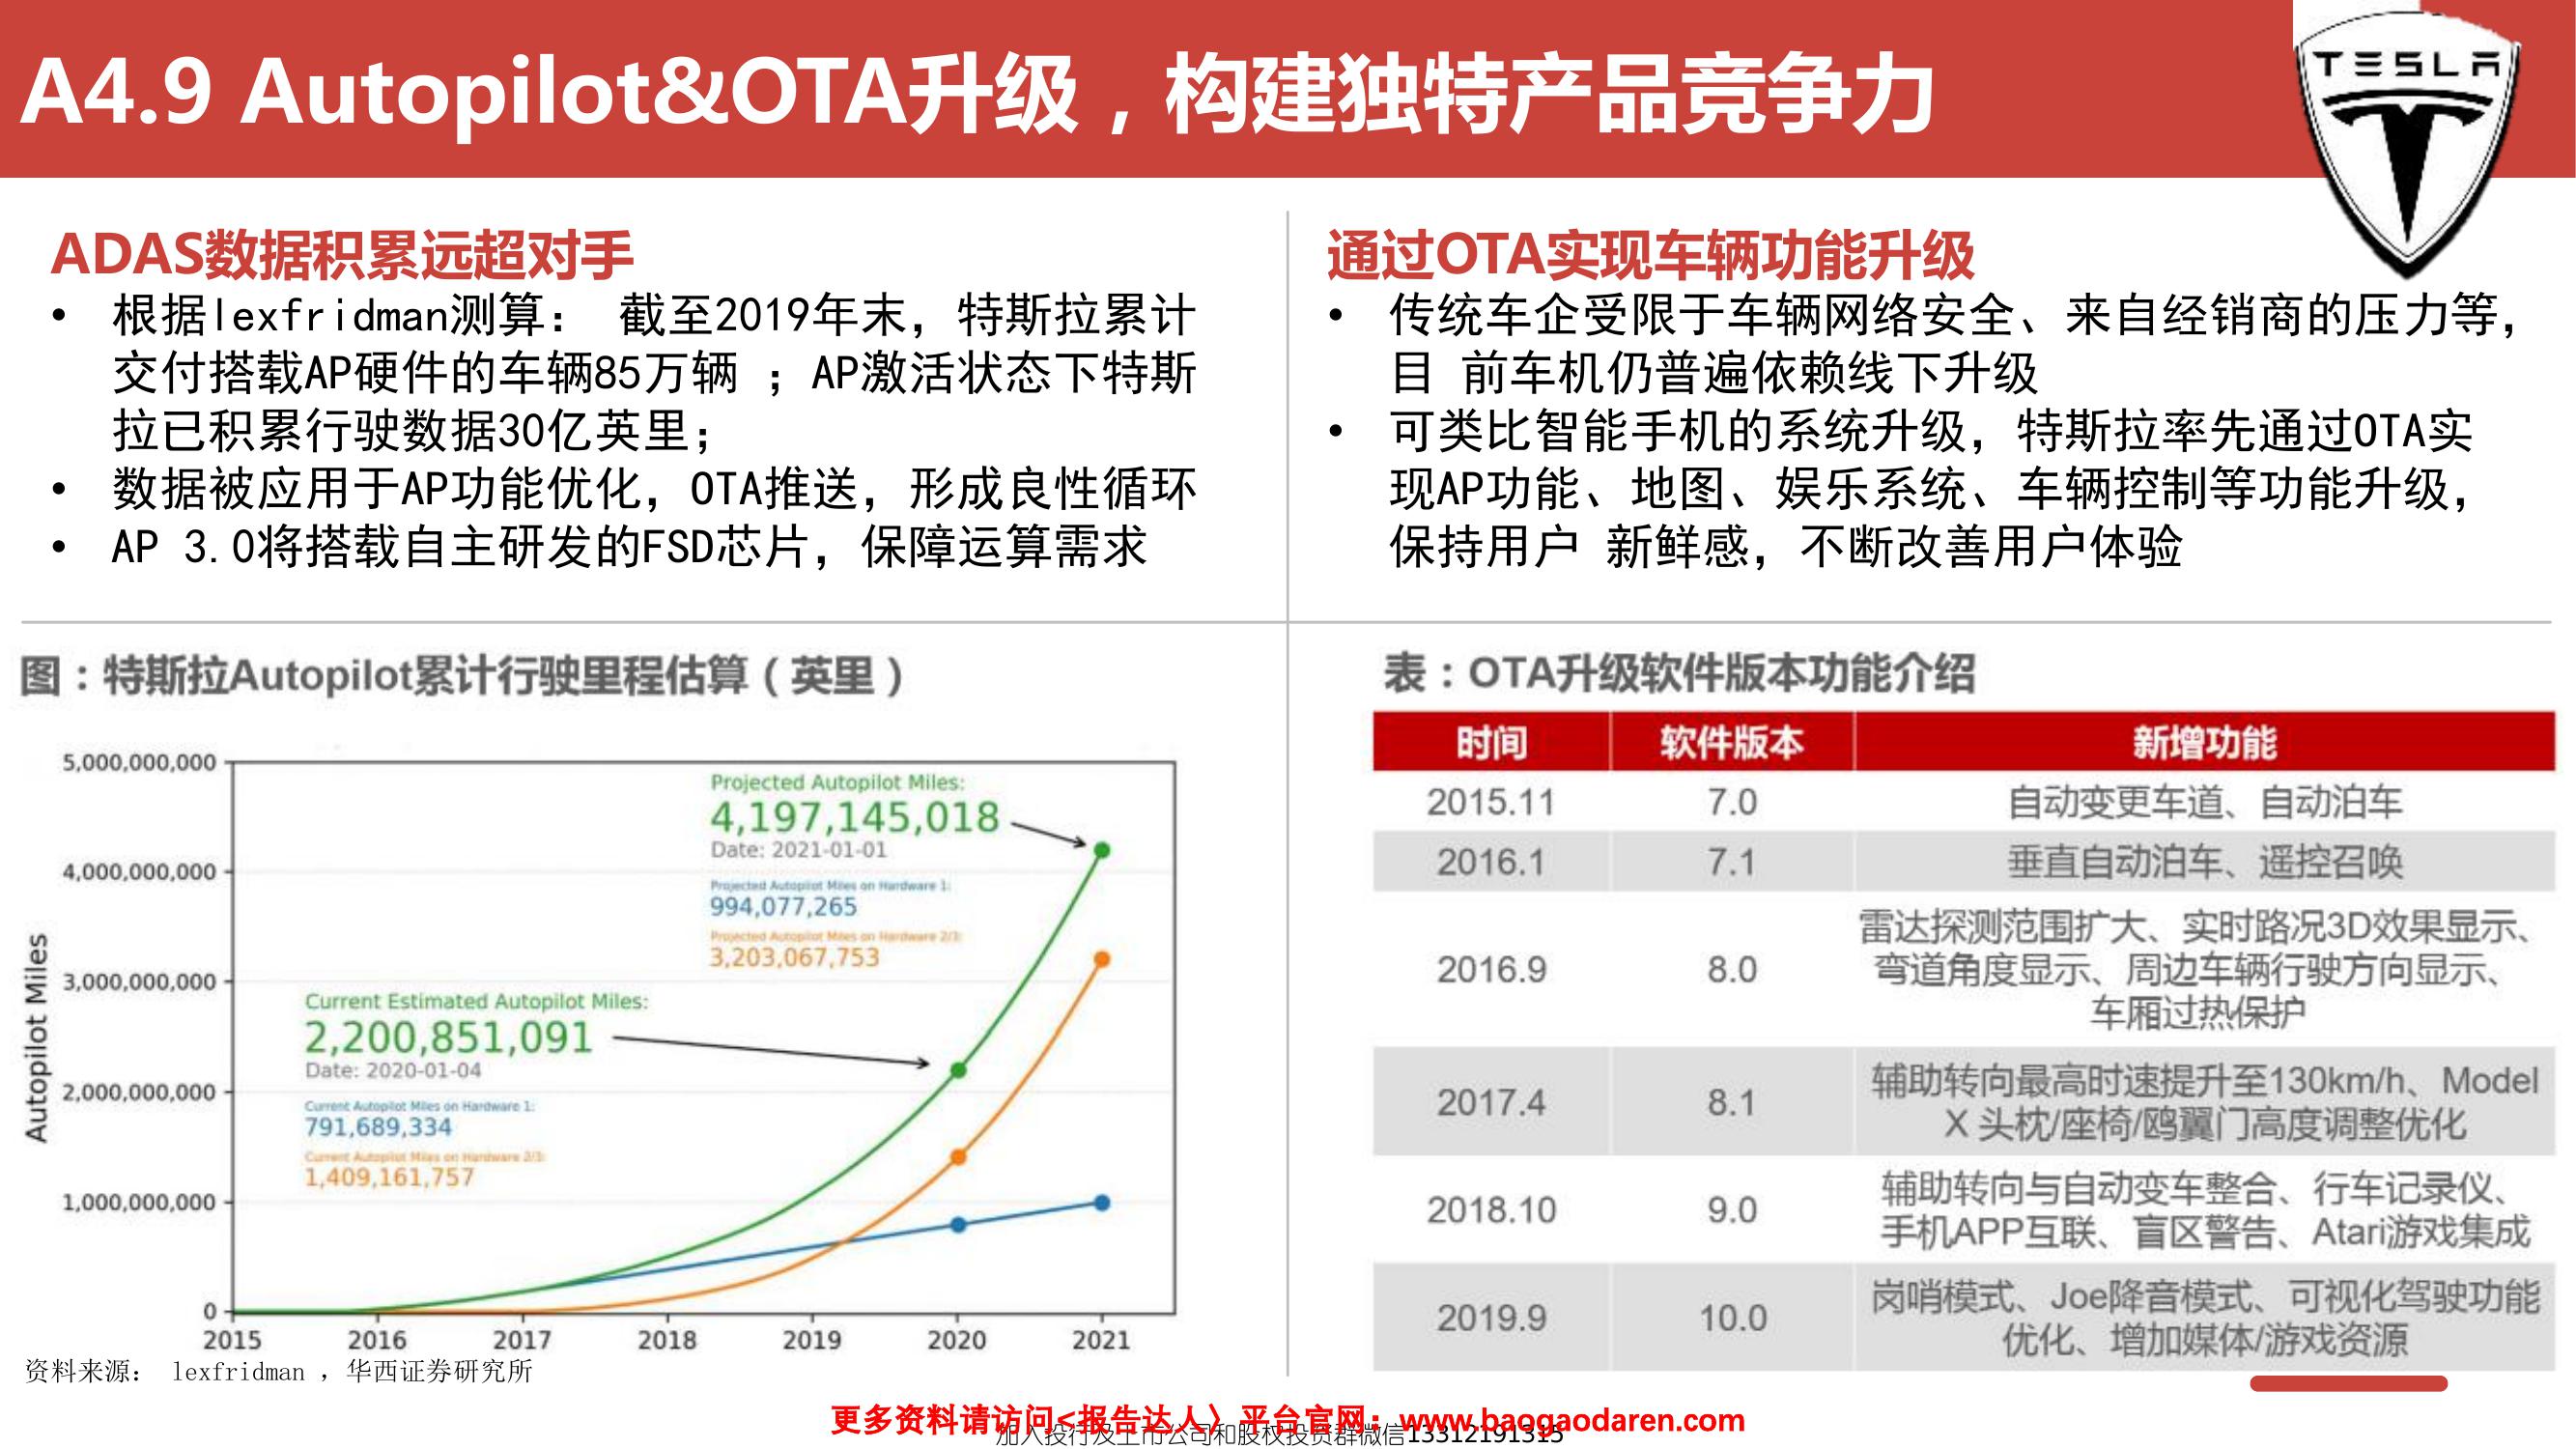 A4.9 Autopilot&OTA升级，构建独特产品竞争力
TESLA
ADAS数据积累远超对手
• 根据lexfridman测算： 截至2019年末，特斯拉累计
交付搭载AP硬件的车辆85万辆 ；AP激活状态下特斯
拉已积累行驶数据30亿英里；
• 数据被应用于AP功能优化，OTA推送，形成良性循环
• AP 3.0将搭载自主研发的FSD芯片，保障运算需求
通过OTA实现车辆功能升级
• 传统车企受限于车辆网络安全、来自经销商的压力等，
目 前车机仍普遍依赖线下升级
• 可类比智能手机的系统升级，特斯拉率先通过OTA实
现AP功能、地图、娱乐系统、车辆控制等功能升级，
保持用户 新鲜感，不断改善用户体验
图：特斯拉Autopilot累计行驶里程估算（英里）
Autopilot Miles
5,000,000,000
4,000,000,000
3,000,000,000
2,000,000,000
1,000,000,000
0
Projected Autopilot Miles:
4,197,145,018
Date: 2021-01-01
Projected Autopilot Miles on Hardware 1:
994,077,265
Projected Autopilot Miles on Hardware 2/3:
3,203,067,753
Current Estimated Autopilot Miles:
2,200,851,091
Date: 2020-01-04
Current Autopilot Miles on Hardware 1:
791,689,334
Current Autopilot Miles on Hardware 2/3:
1,409,161,757
2015 2016 2017 2018 2019 2020 2021
资料来源： lexfridman ，华西证券研究所
表：OTA升级软件版本功能介绍
时间 软件版本 新增功能
2015.11 7.0 自动变更车道、自动泊车
2016.1 7.1 垂直自动泊车、遥控召唤
2016.9 8.0 雷达探测范围扩大、实时路况3D效果显示、
弯道角度显示、周边车辆行驶方向显示、
车厢过热保护
2017.4 8.1 辅助转向最高时速提升至130km/h、Model
X 头枕/座椅/鸥翼门高度调整优化
2018.10 9.0 辅助转向与自动变车整合、行车记录仪、
手机APP互联、盲区警告、Atari游戏集成
2019.9 10.0 岗哨模式、Joe降音模式、可视化驾驶功能
优化、增加媒体/游戏资源
更多资料请访问<报告达人〉平台官网：www.baogaodaren.com
加入投行及上市公司和股权投资群微信13312191315